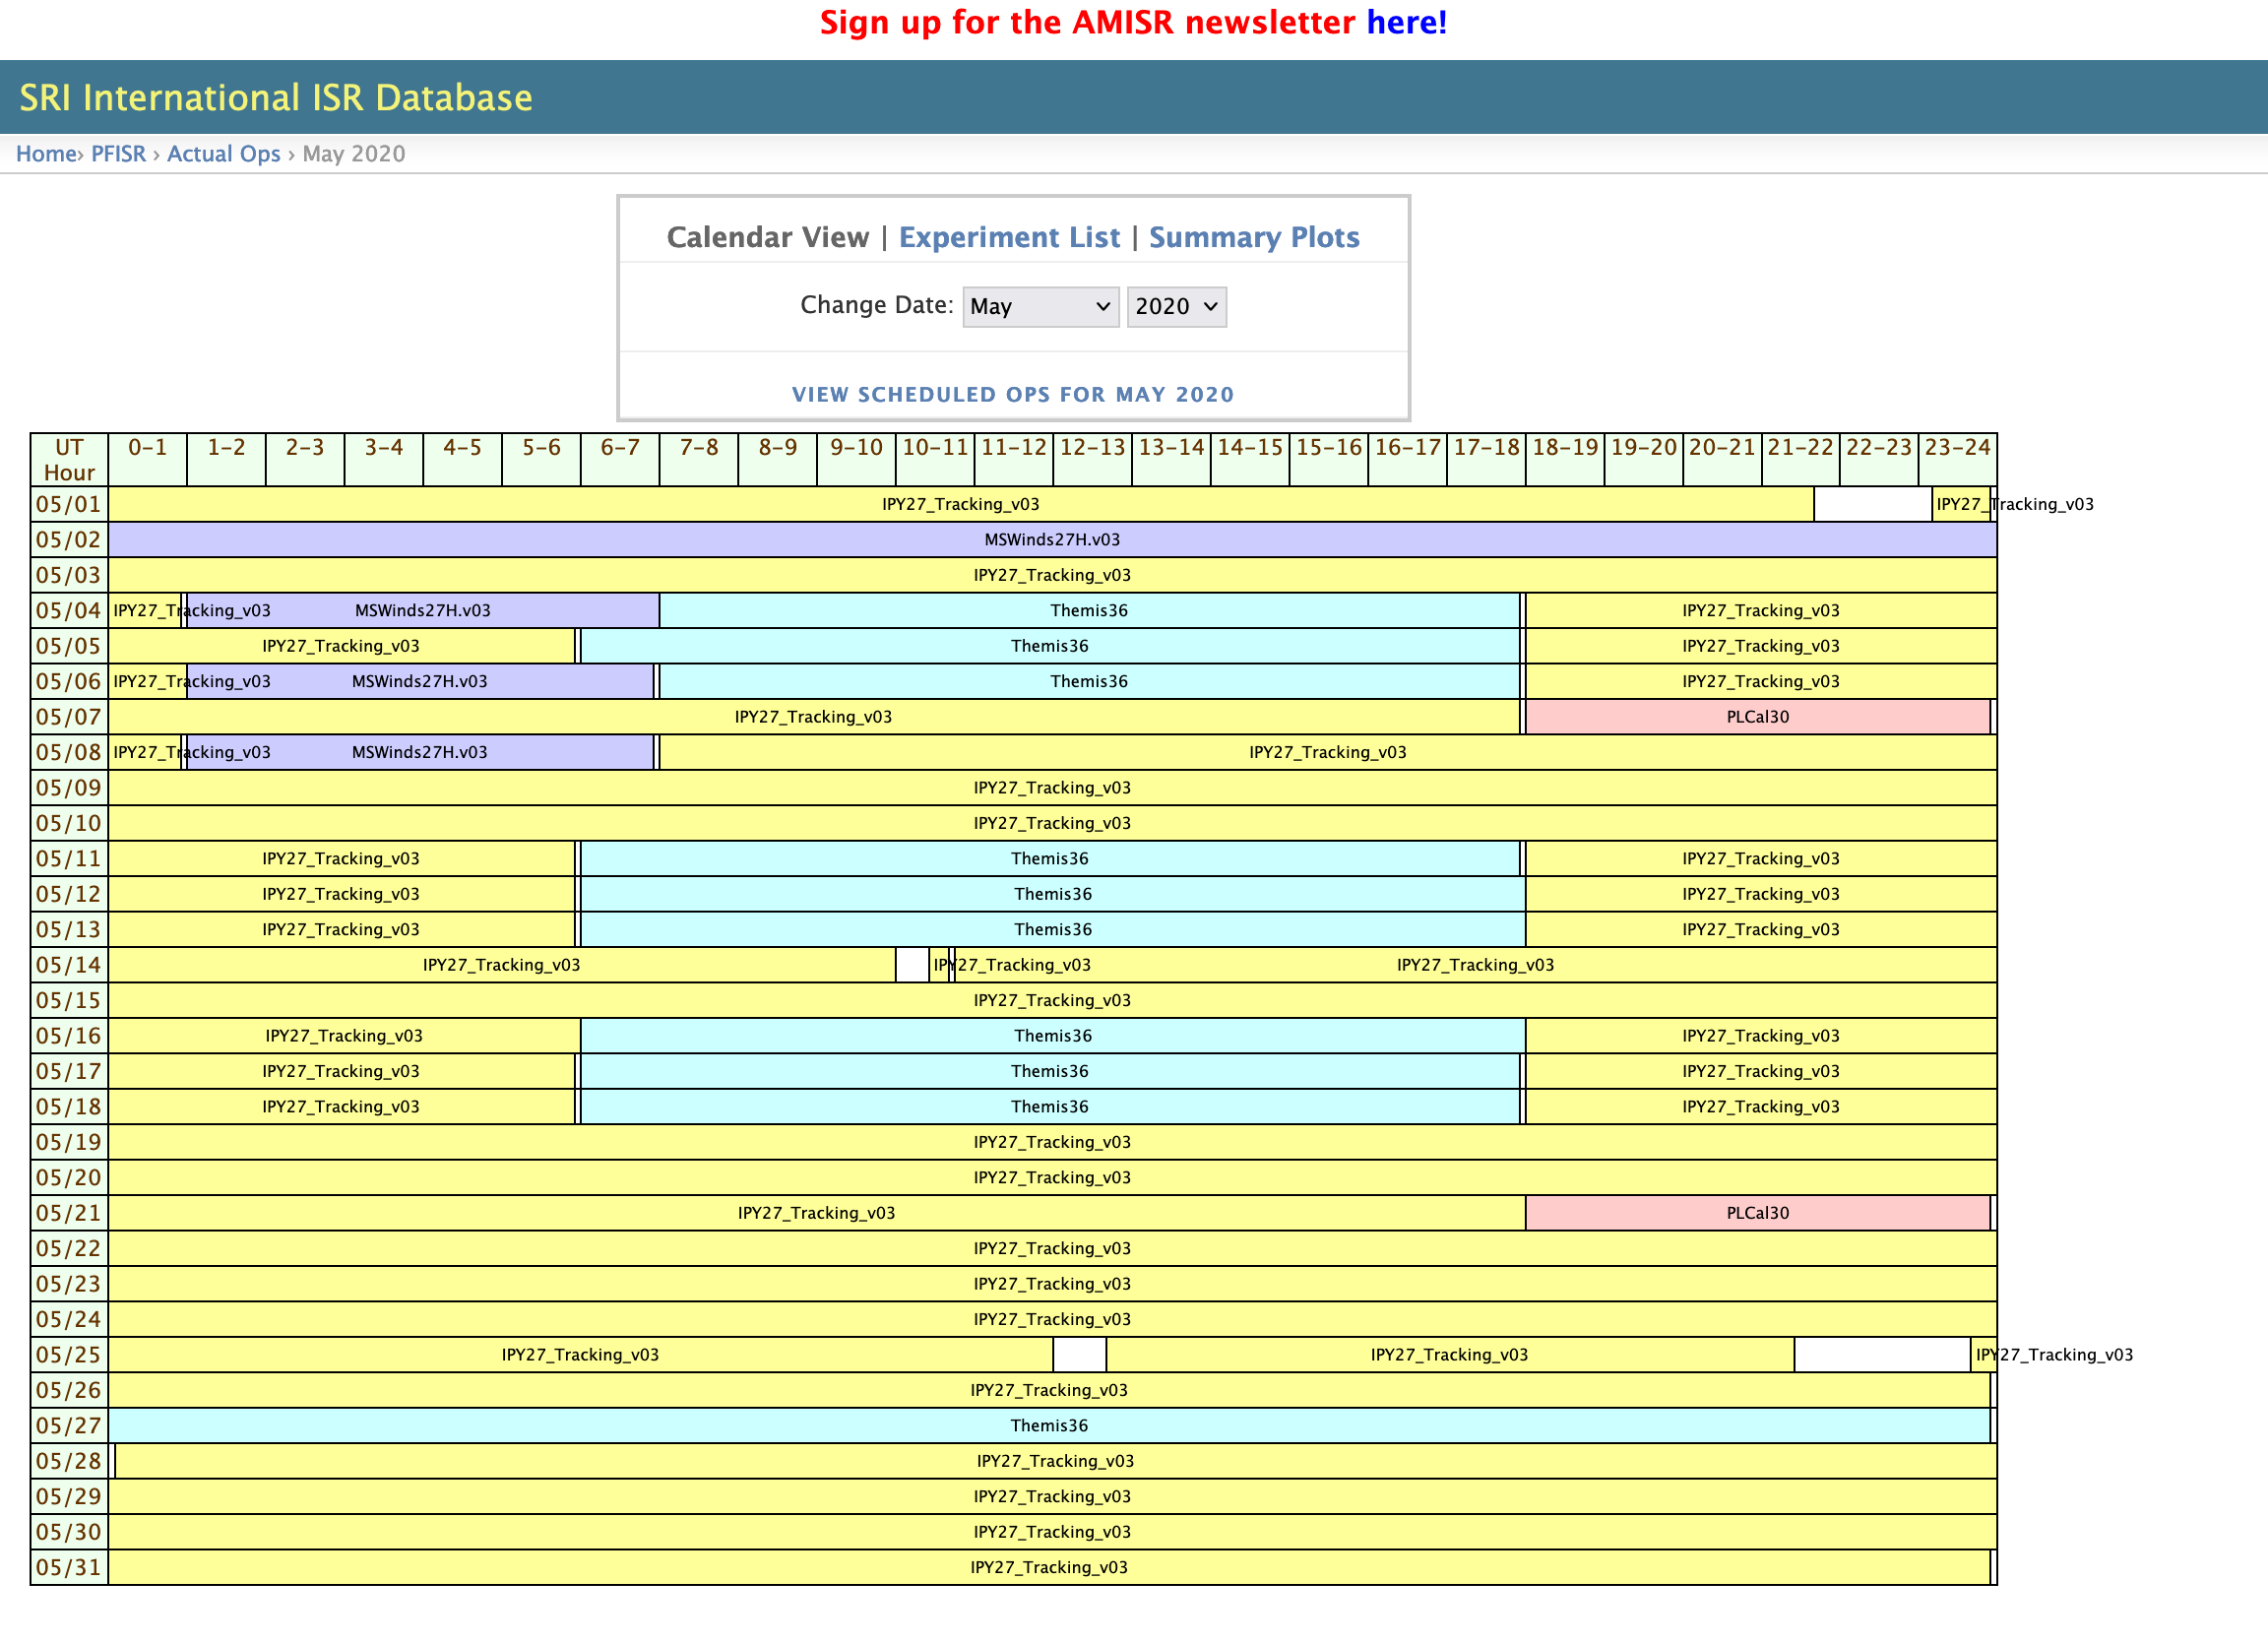 Sign up for the AMISR newsletter here!
SRI International ISR Database
Home› PFISR › Actual Ops › May 2020
Calendar View | Experiment List | Summary Plots
Change Date: May 2020
VIEW SCHEDULED OPS FOR MAY 2020
UT Hour 0-1 1-2 2-3 3-4 4-5 5-6 6-7 7-8 8-9 9-10 10-11 11-12 12-13 13-14 14-15 15-16 16-17 17-18 18-19 19-20 20-21 21-22 22-23 23-24
05/01 IPY27_Tracking_v03 IPY27_Tracking_v03
05/02 MSWinds27H.v03
05/03 IPY27_Tracking_v03
05/04 IPY27_Tracking_v03 MSWinds27H.v03 Themis36 IPY27_Tracking_v03
05/05 IPY27_Tracking_v03 Themis36 IPY27_Tracking_v03
05/06 IPY27_Tracking_v03 MSWinds27H.v03 Themis36 IPY27_Tracking_v03
05/07 IPY27_Tracking_v03 PLCal30
05/08 IPY27_Tracking_v03 MSWinds27H.v03 IPY27_Tracking_v03
05/09 IPY27_Tracking_v03
05/10 IPY27_Tracking_v03
05/11 IPY27_Tracking_v03 Themis36 IPY27_Tracking_v03
05/12 IPY27_Tracking_v03 Themis36 IPY27_Tracking_v03
05/13 IPY27_Tracking_v03 Themis36 IPY27_Tracking_v03
05/14 IPY27_Tracking_v03 IPY27_Tracking_v03 IPY27_Tracking_v03
05/15 IPY27_Tracking_v03
05/16 IPY27_Tracking_v03 Themis36 IPY27_Tracking_v03
05/17 IPY27_Tracking_v03 Themis36 IPY27_Tracking_v03
05/18 IPY27_Tracking_v03 Themis36 IPY27_Tracking_v03
05/19 IPY27_Tracking_v03
05/20 IPY27_Tracking_v03
05/21 IPY27_Tracking_v03 PLCal30
05/22 IPY27_Tracking_v03
05/23 IPY27_Tracking_v03
05/24 IPY27_Tracking_v03
05/25 IPY27_Tracking_v03 IPY27_Tracking_v03 IPY27_Tracking_v03
05/26 IPY27_Tracking_v03
05/27 Themis36
05/28 IPY27_Tracking_v03
05/29 IPY27_Tracking_v03
05/30 IPY27_Tracking_v03
05/31 IPY27_Tracking_v03